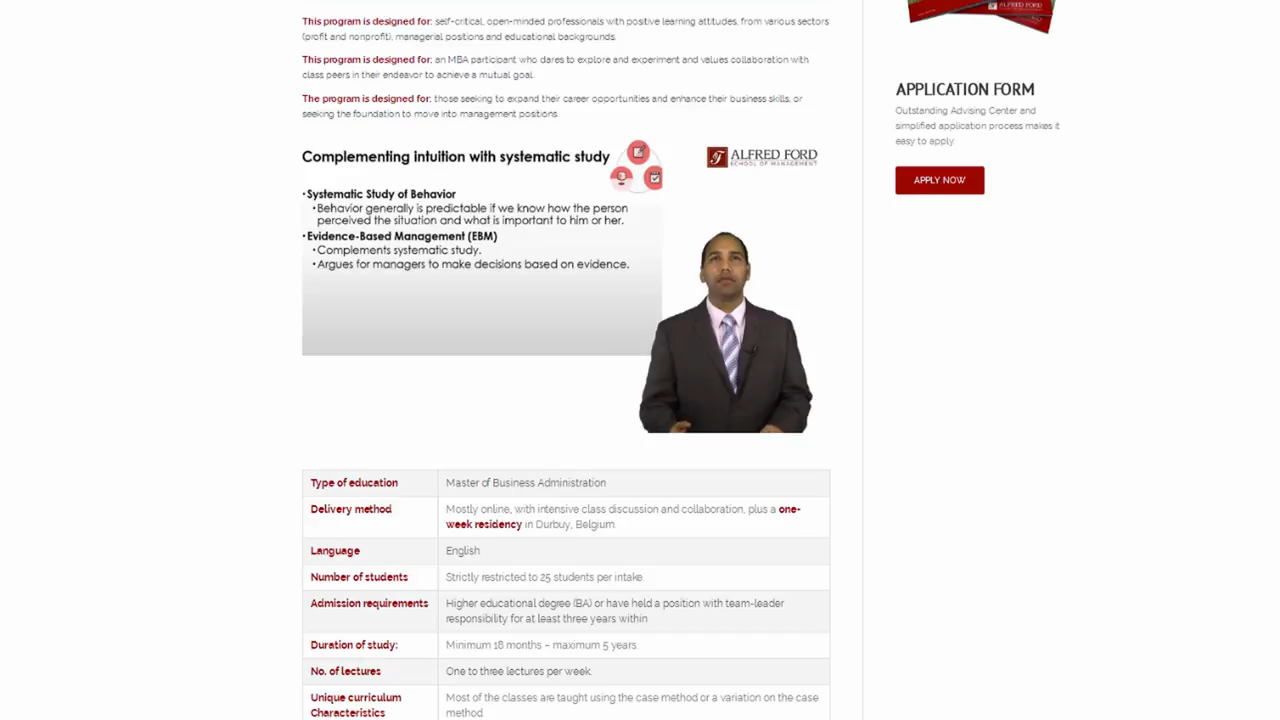 This program is designed for: self-critical, open-minded professionals with positive learning attitudes, from various sectors
(profit and nonprofit), managerial positions and educational backgrounds.
This program is designed for: an MBA participant who dares to explore and experiment and values collaboration with
class peers in their endeavor to achieve a mutual goal.
The program is designed for: those seeking to expand their career opportunities and enhance their business skills, or
seeking the foundation to move into management positions.
Complementing intuition with systematic study
ALFRED FORD
SCHOOL OF MANAGEMENT
•Systematic Study of Behavior
•Behavior generally is predictable if we know how the person
perceived the situation and what is important to him or her.
•Evidence-Based Management (EBM)
•Complements systematic study.
•Argues for managers to make decisions based on evidence.
Type of education Master of Business Administration
Delivery method Mostly online, with intensive class discussion and collaboration, plus a one-
week residency in Durbuy, Belgium.
Language English
Number of students Strictly restricted to 25 students per intake.
Admission requirements Higher educational degree (BA) or have held a position with team-leader
responsibility for at least three years within
Duration of study: Minimum 18 months – maximum 5 years.
No. of lectures One to three lectures per week.
Unique curriculum Most of the classes are taught using the case method or a variation on the case
Characteristics method.
ALFRED FORD
APPLICATION FORM
Outstanding Advising Center and
simplified application process makes it
easy to apply.
APPLY NOW